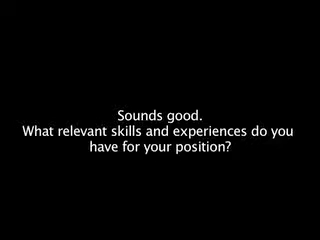 Sounds good.
What relevant skills and experiences do you
have for your position?